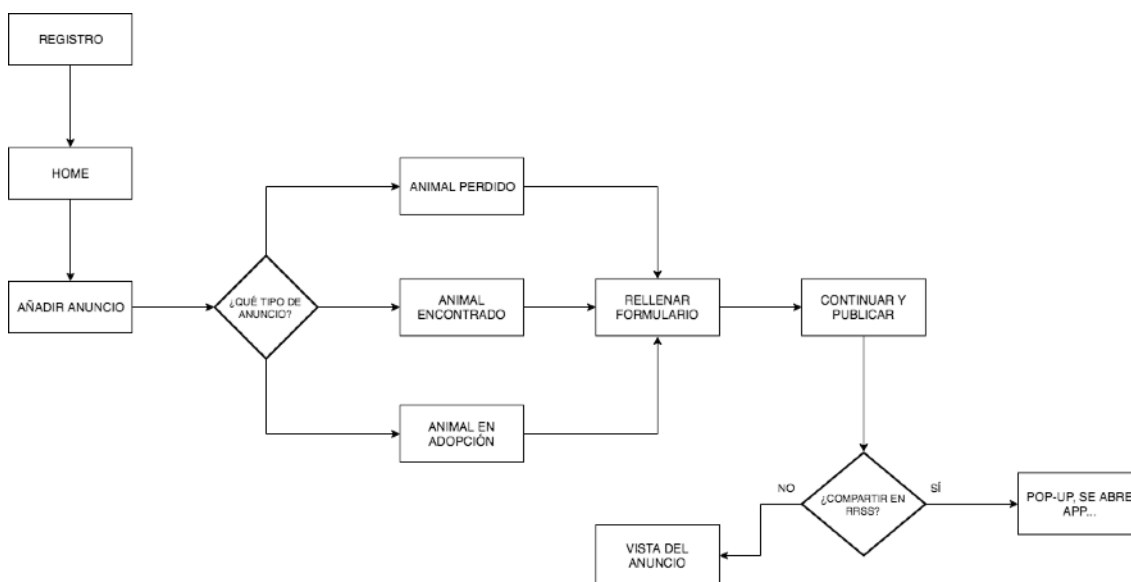 REGISTRO
HOME
AÑADIR ANUNCIO
¿QUÉ TIPO DE
ANUNCIO?
ANIMAL PERDIDO
ANIMAL
ENCONTRADO
ANIMAL EN
ADOPCIÓN
RELLENAR
FORMULARIO
CONTINUAR Y
PUBLICAR
¿COMPARTIR EN
RRSS?
NO
SÍ
VISTA DEL
ANUNCIO
POP-UP, SE ABRE
APP...